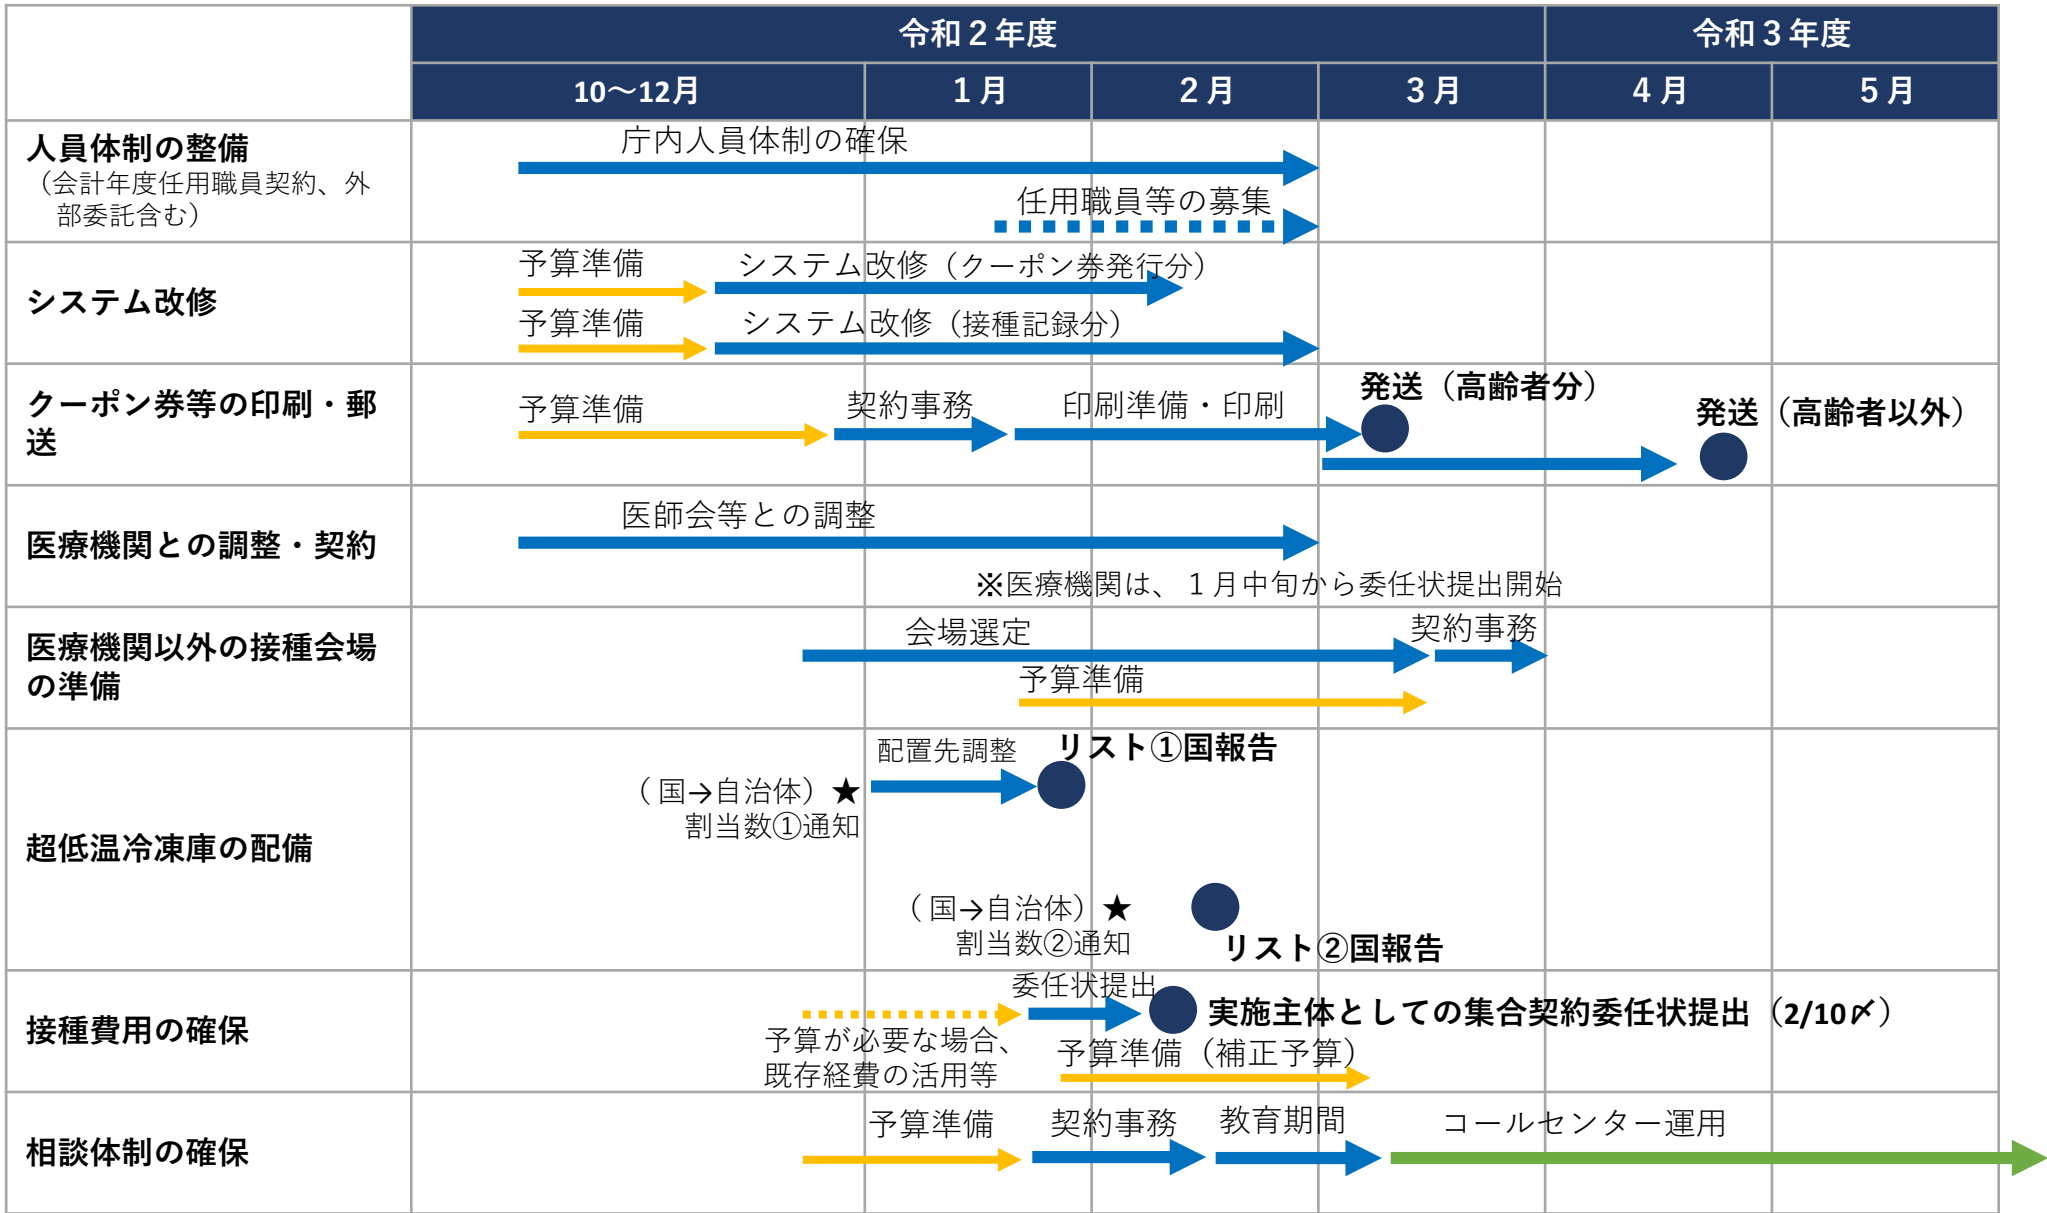 令和２年度
令和３年度
10～12月
１月
２月
３月
４月
５月
人員体制の整備
（会計年度任用職員契約、外
部委託含む）
庁内人員体制の確保
任用職員等の募集
システム改修
予算準備
システム改修（クーポン券発行分）
予算準備
システム改修（接種記録分）
クーポン券等の印刷・郵
送
予算準備
契約事務
印刷準備・印刷
発送（高齢者分）
発送（高齢者以外）
医療機関との調整・契約
医師会等との調整
※医療機関は、１月中旬から委任状提出開始
医療機関以外の接種会場
の準備
会場選定
契約事務
予算準備
超低温冷凍庫の配備
配置先調整
リスト①国報告
（国→自治体）★
割当数①通知
（国→自治体）★
割当数②通知
リスト②国報告
接種費用の確保
委任状提出
実施主体としての集合契約委任状提出（2/10〆）
予算が必要な場合、
既存経費の活用等
予算準備（補正予算）
相談体制の確保
予算準備
契約事務
教育期間
コールセンター運用